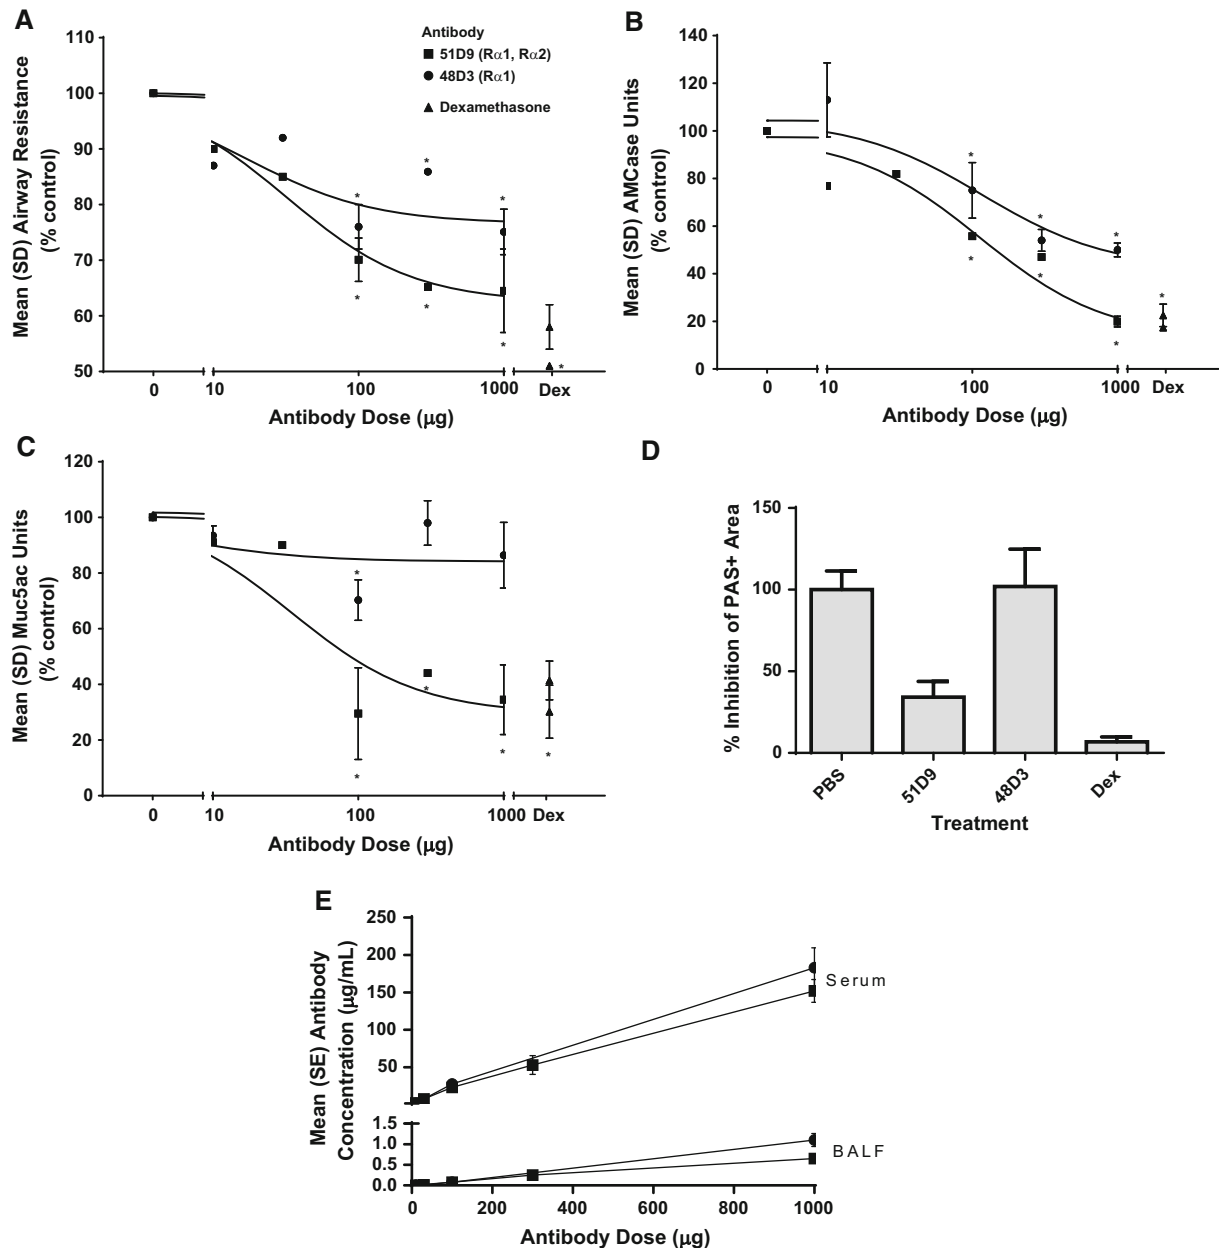 A
Mean (SD) Airway Resistance
(% control)
110
100
90
80
70
60
50
Antibody
51D9 (Rα1, Rα2)
48D3 (Rα1)
Dexamethasone
*
*
*
*
*
*
*
0
10
100
1000
Dex
Antibody Dose (μg)
B
Mean (SD) AMCase Units
(% control)
140
120
100
80
60
40
20
0
*
*
*
*
*
*
*
0
10
100
1000
Dex
Antibody Dose (μg)
C
Mean (SD) Muc5ac Units
(% control)
120
100
80
60
40
20
0
*
*
*
*
*
0
10
100
1000
Dex
Antibody Dose (μg)
D
% Inhibition of PAS+ Area
150
100
50
0
PBS
51D9
48D3
Dex
Treatment
E
Mean (SE) Antibody
Concentration (μg/mL)
250
200
150
100
50
1.5
1.0
0.5
0.0
Serum
BALF
0
200
400
600
800
1000
Antibody Dose (μg)